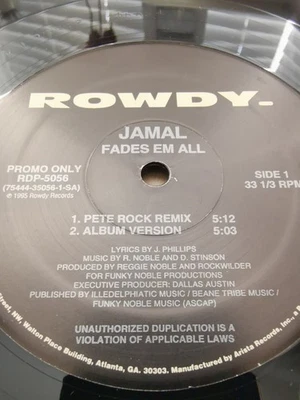 ROWDY.
JAMAL
FADES EM ALL
PROMO ONLY
RDP-5056
(75444-35056-1-SA)
℗ 1995 Rowdy Records
SIDE 1
33 1/3 RPM
1. PETE ROCK REMIX 5:12
2. ALBUM VERSION 5:03
LYRICS BY J. PHILLIPS
MUSIC BY R. NOBLE AND D. STINSON
PRODUCED BY REGGIE NOBLE AND ROCKWILDER
FOR FUNKY NOBLE PRODUCTIONS
EXECUTIVE PRODUCER: DALLAS AUSTIN
PUBLISHED BY ILLEDELPHIATIC MUSIC / BEANE TRIBE MUSIC /
FUNKY NOBLE MUSIC (ASCAP)
UNAUTHORIZED DUPLICATION IS A
VIOLATION OF APPLICABLE LAWS
Street, NW, Walton Place Building, Atlanta, GA. 30303. Manufactured by Arista Records, Inc., a